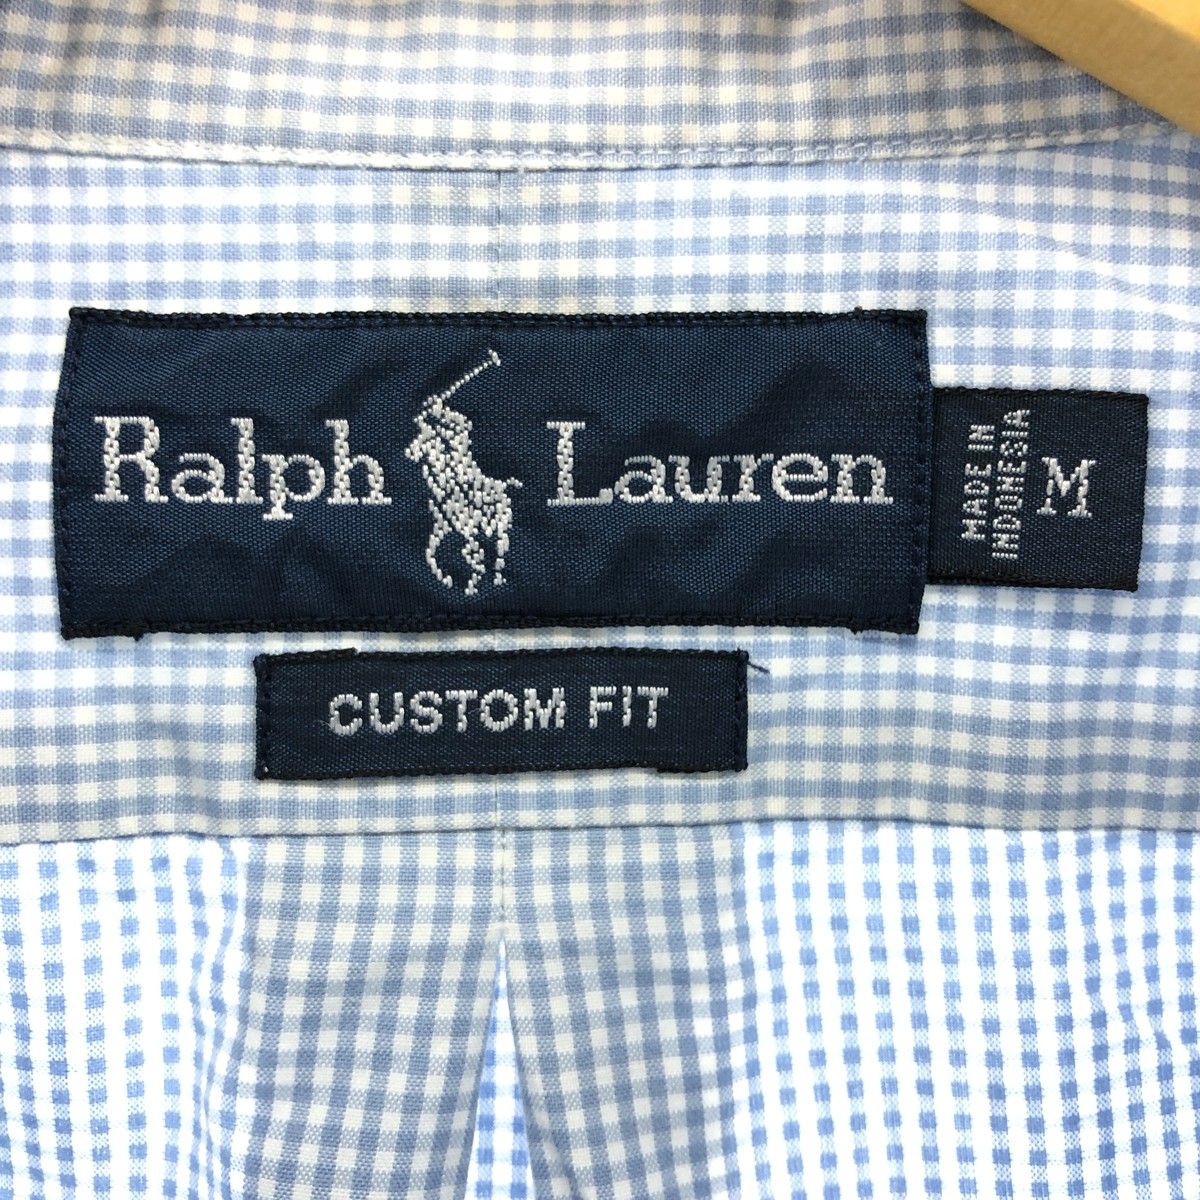 Ralph Lauren
MADE IN
INDONESIA
M
CUSTOM FIT